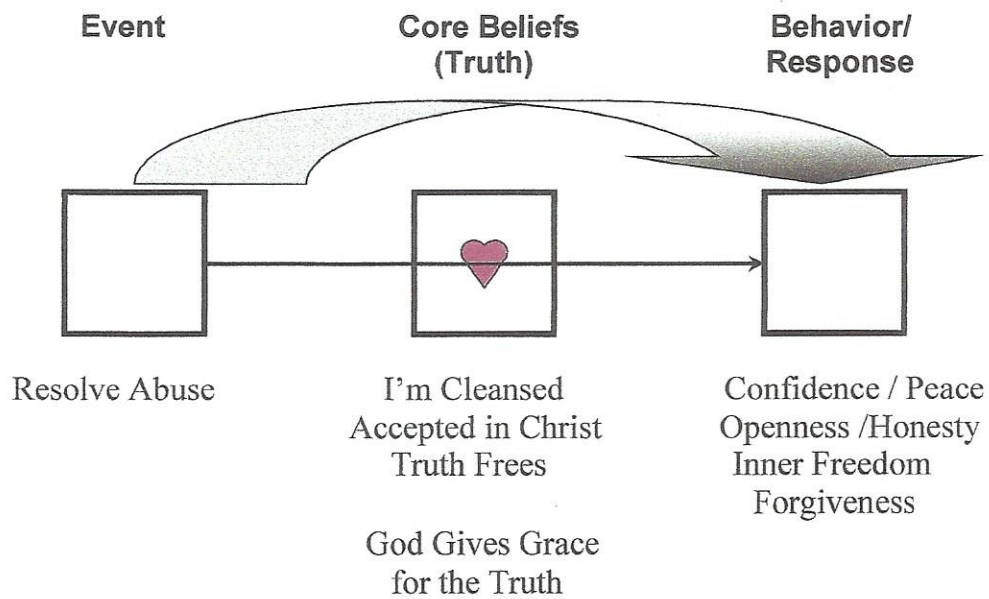 Event
Core Beliefs
(Truth)
Behavior/
Response
Resolve Abuse
I'm Cleansed
Accepted in Christ
Truth Frees
God Gives Grace
for the Truth
Confidence / Peace
Openness /Honesty
Inner Freedom
Forgiveness